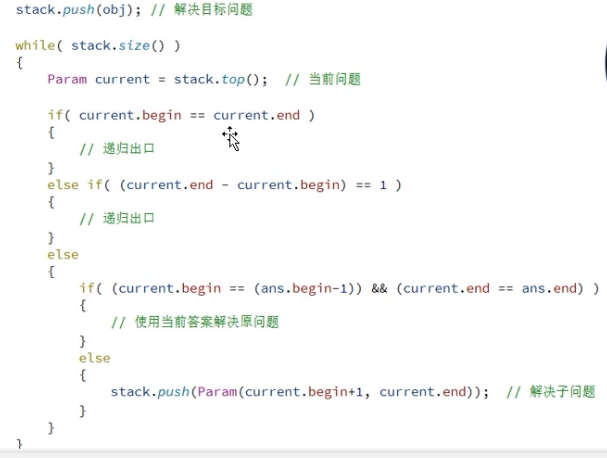 stack.push(obj); // 解决目标问题
while( stack.size() )
{
Param current = stack.top(); // 当前问题
if( current.begin == current.end )
{
// 递归出口
}
else if( (current.end - current.begin) == 1 )
{
// 递归出口
}
else
{
if( (current.begin == (ans.begin-1)) && (current.end == ans.end) )
{
// 使用当前答案解决原问题
}
else
{
stack.push(Param(current.begin+1, current.end)); // 解决子问题
}
}
}